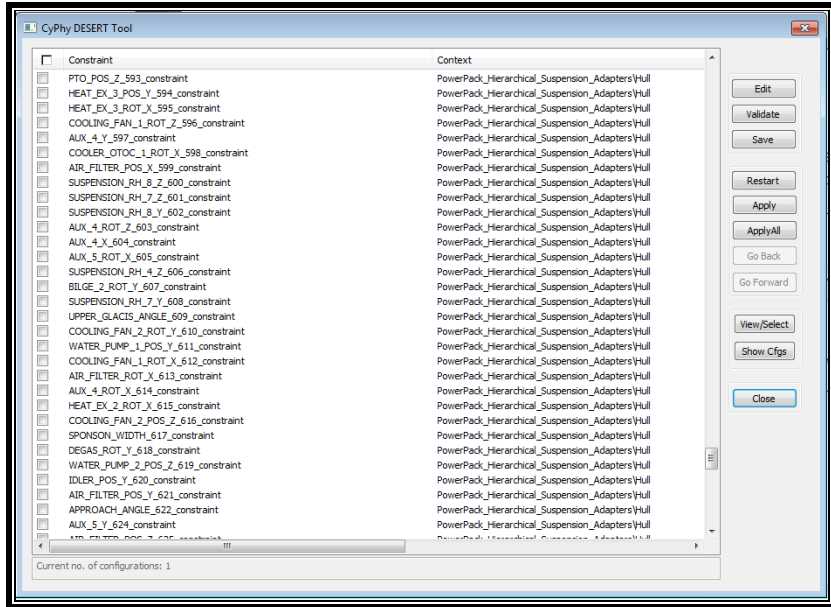 CyPhy DESERT Tool
Constraint Context
PTO_POS_Z_593_constraint PowerPack_Hierarchical_Suspension_Adapters\Hull
HEAT_EX_3_POS_Y_594_constraint PowerPack_Hierarchical_Suspension_Adapters\Hull
HEAT_EX_3_ROT_X_595_constraint PowerPack_Hierarchical_Suspension_Adapters\Hull
COOLING_FAN_1_ROT_Z_596_constraint PowerPack_Hierarchical_Suspension_Adapters\Hull
AUX_4_Y_597_constraint PowerPack_Hierarchical_Suspension_Adapters\Hull
COOLER_OTOC_1_ROT_X_598_constraint PowerPack_Hierarchical_Suspension_Adapters\Hull
AIR_FILTER_POS_X_599_constraint PowerPack_Hierarchical_Suspension_Adapters\Hull
SUSPENSION_RH_8_Z_600_constraint PowerPack_Hierarchical_Suspension_Adapters\Hull
SUSPENSION_RH_7_Z_601_constraint PowerPack_Hierarchical_Suspension_Adapters\Hull
SUSPENSION_RH_8_Y_602_constraint PowerPack_Hierarchical_Suspension_Adapters\Hull
AUX_4_ROT_Z_603_constraint PowerPack_Hierarchical_Suspension_Adapters\Hull
AUX_4_X_604_constraint PowerPack_Hierarchical_Suspension_Adapters\Hull
AUX_5_ROT_X_605_constraint PowerPack_Hierarchical_Suspension_Adapters\Hull
SUSPENSION_RH_4_Z_606_constraint PowerPack_Hierarchical_Suspension_Adapters\Hull
BILGE_2_ROT_Y_607_constraint PowerPack_Hierarchical_Suspension_Adapters\Hull
SUSPENSION_RH_7_Y_608_constraint PowerPack_Hierarchical_Suspension_Adapters\Hull
UPPER_GLACIS_ANGLE_609_constraint PowerPack_Hierarchical_Suspension_Adapters\Hull
COOLING_FAN_2_ROT_Y_610_constraint PowerPack_Hierarchical_Suspension_Adapters\Hull
WATER_PUMP_1_POS_Y_611_constraint PowerPack_Hierarchical_Suspension_Adapters\Hull
COOLING_FAN_1_ROT_X_612_constraint PowerPack_Hierarchical_Suspension_Adapters\Hull
AIR_FILTER_ROT_X_613_constraint PowerPack_Hierarchical_Suspension_Adapters\Hull
AUX_4_ROT_X_614_constraint PowerPack_Hierarchical_Suspension_Adapters\Hull
HEAT_EX_2_ROT_X_615_constraint PowerPack_Hierarchical_Suspension_Adapters\Hull
COOLING_FAN_2_POS_Z_616_constraint PowerPack_Hierarchical_Suspension_Adapters\Hull
SPONSON_WIDTH_617_constraint PowerPack_Hierarchical_Suspension_Adapters\Hull
DEGAS_ROT_Y_618_constraint PowerPack_Hierarchical_Suspension_Adapters\Hull
WATER_PUMP_2_POS_Z_619_constraint PowerPack_Hierarchical_Suspension_Adapters\Hull
IDLER_POS_Y_620_constraint PowerPack_Hierarchical_Suspension_Adapters\Hull
AIR_FILTER_POS_Y_621_constraint PowerPack_Hierarchical_Suspension_Adapters\Hull
APPROACH_ANGLE_622_constraint PowerPack_Hierarchical_Suspension_Adapters\Hull
AUX_5_Y_624_constraint PowerPack_Hierarchical_Suspension_Adapters\Hull
AIR_FILTER_POS_Z_625_constraint PowerPack_Hierarchical_Suspension_Adapters\Hull
Edit
Validate
Save
Restart
Apply
ApplyAll
Go Back
Go Forward
View/Select
Show Cfgs
Close
Current no. of configurations: 1